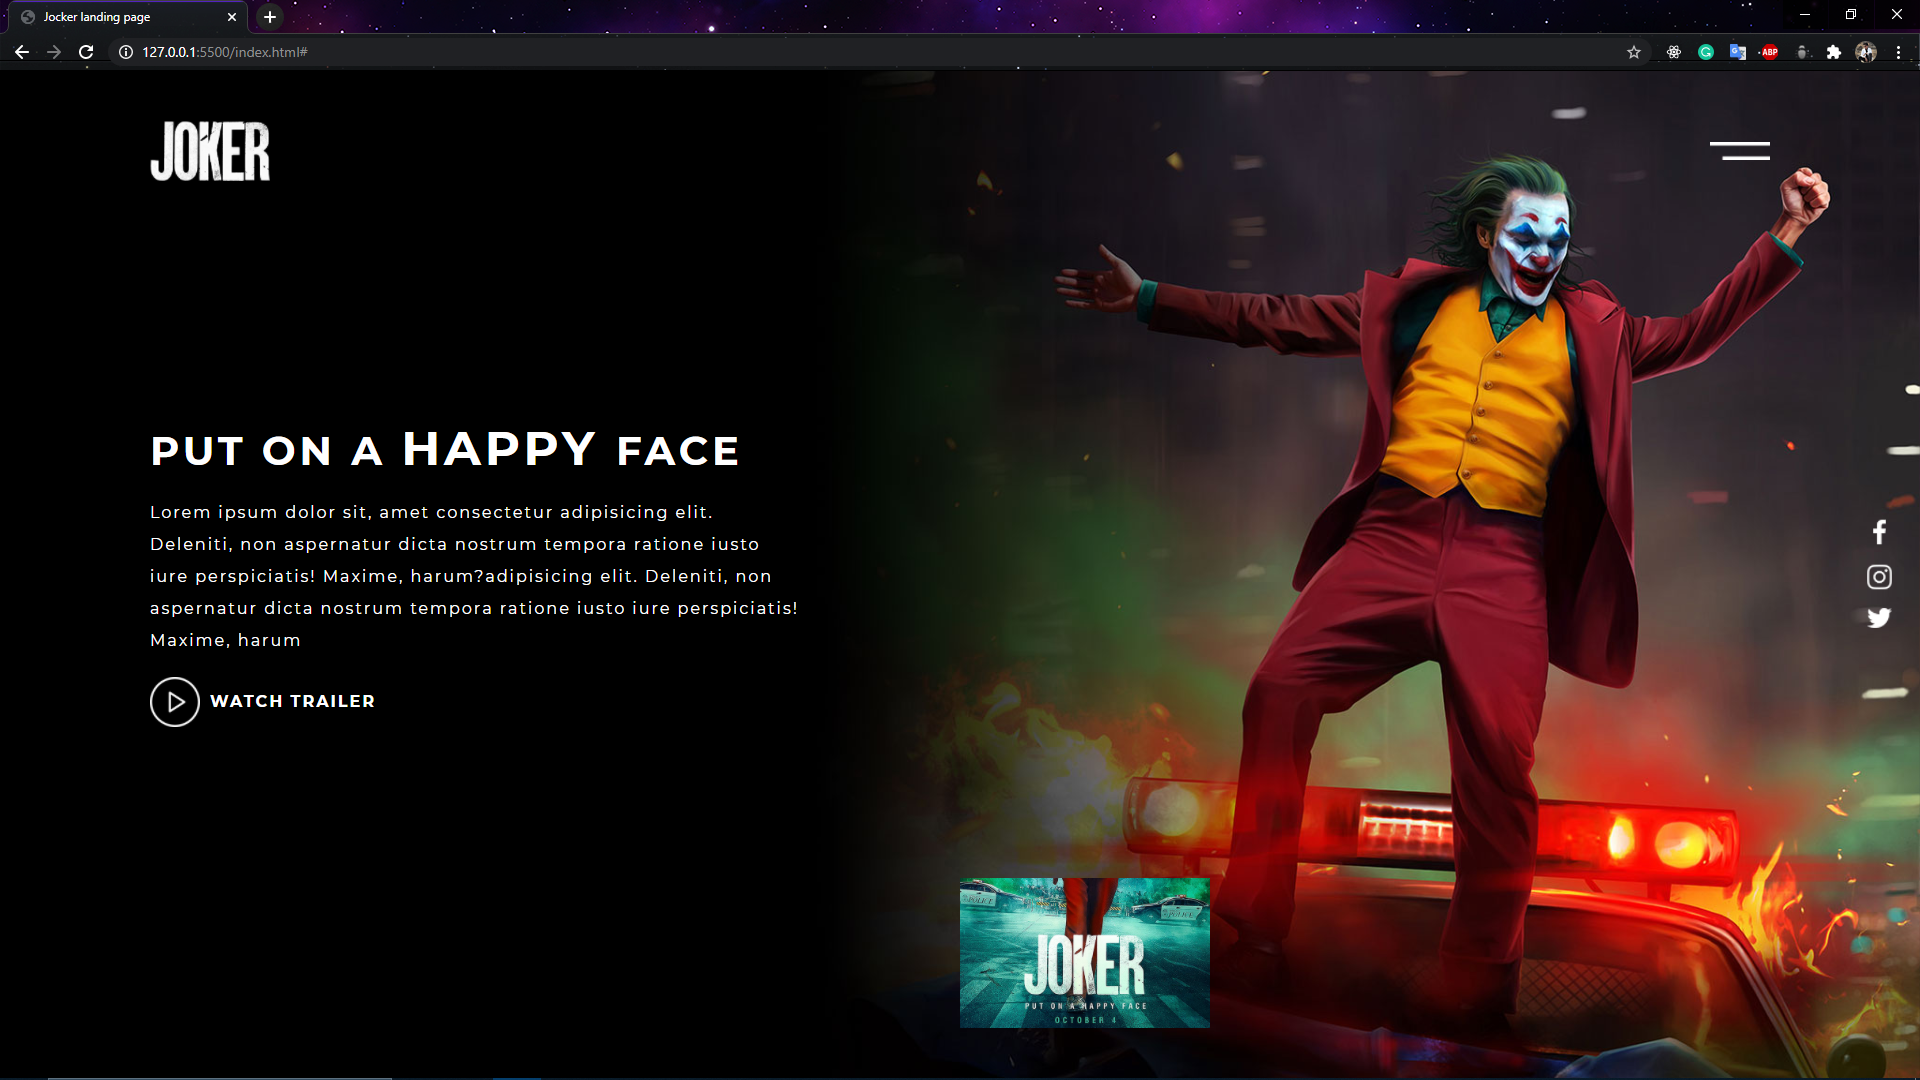 Jocker landing page
127.0.0.1:5500/index.html#
ABP
JOKER
PUT ON A HAPPY FACE
Lorem ipsum dolor sit, amet consectetur adipisicing elit.
Deleniti, non aspernatur dicta nostrum tempora ratione iusto
iure perspiciatis! Maxime, harum?adipisicing elit. Deleniti, non
aspernatur dicta nostrum tempora ratione iusto iure perspiciatis!
Maxime, harum
WATCH TRAILER
POLICE
POLICE
JOKER
PUT ON A HAPPY FACE
OCTOBER 4